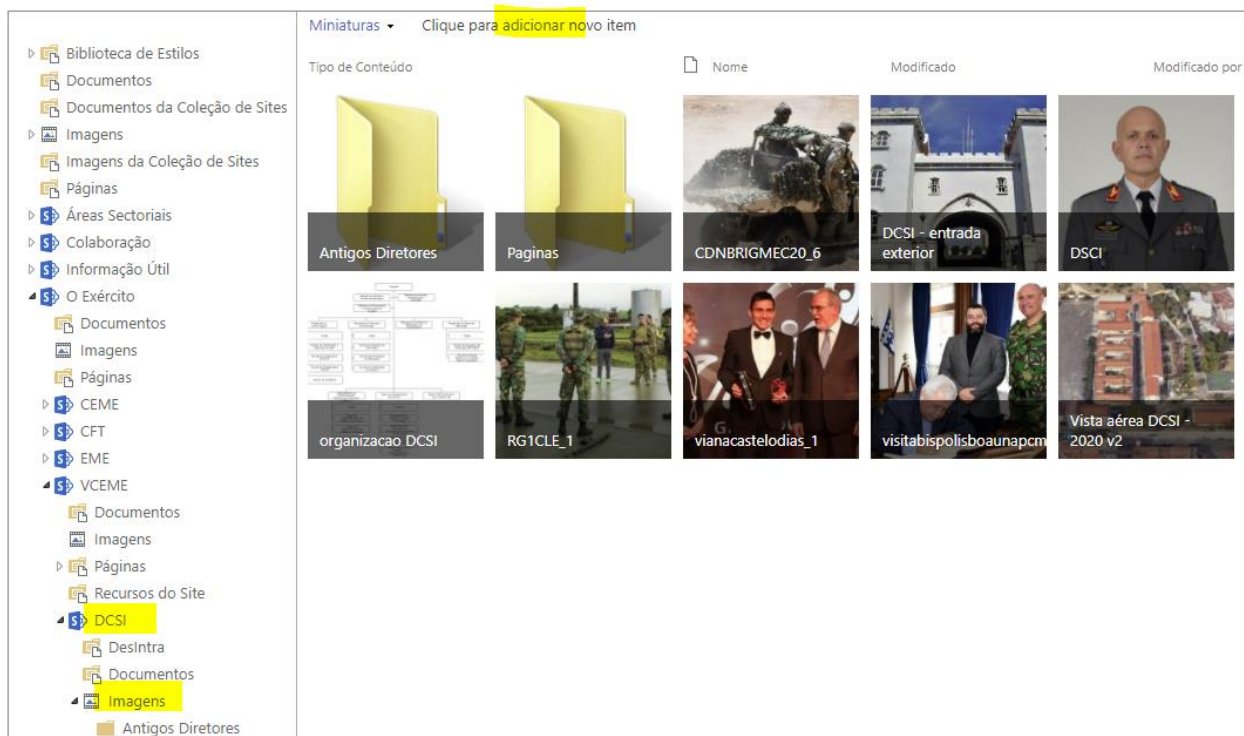 Miniaturas
Clique para adicionar novo item
Biblioteca de Estilos
Documentos
Documentos da Coleção de Sites
Imagens
Imagens da Coleção de Sites
Páginas
Áreas Sectoriais
Colaboração
Informação Útil
O Exército
Documentos
Imagens
Páginas
CEME
CFT
EME
VCEME
Documentos
Imagens
Páginas
Recursos do Site
DCSI
DesIntra
Documentos
Imagens
Antigos Diretores
Tipo de Conteúdo
Nome
Modificado
Modificado por
Antigos Diretores
Paginas
CDNBRIGMEC20_6
DCSI - entrada
exterior
DSCI
organizacao DCSI
RG1CLE_1
vianacastelodias_1
visitabispolisboaunapcm
Vista aérea DCSI -
2020 v2